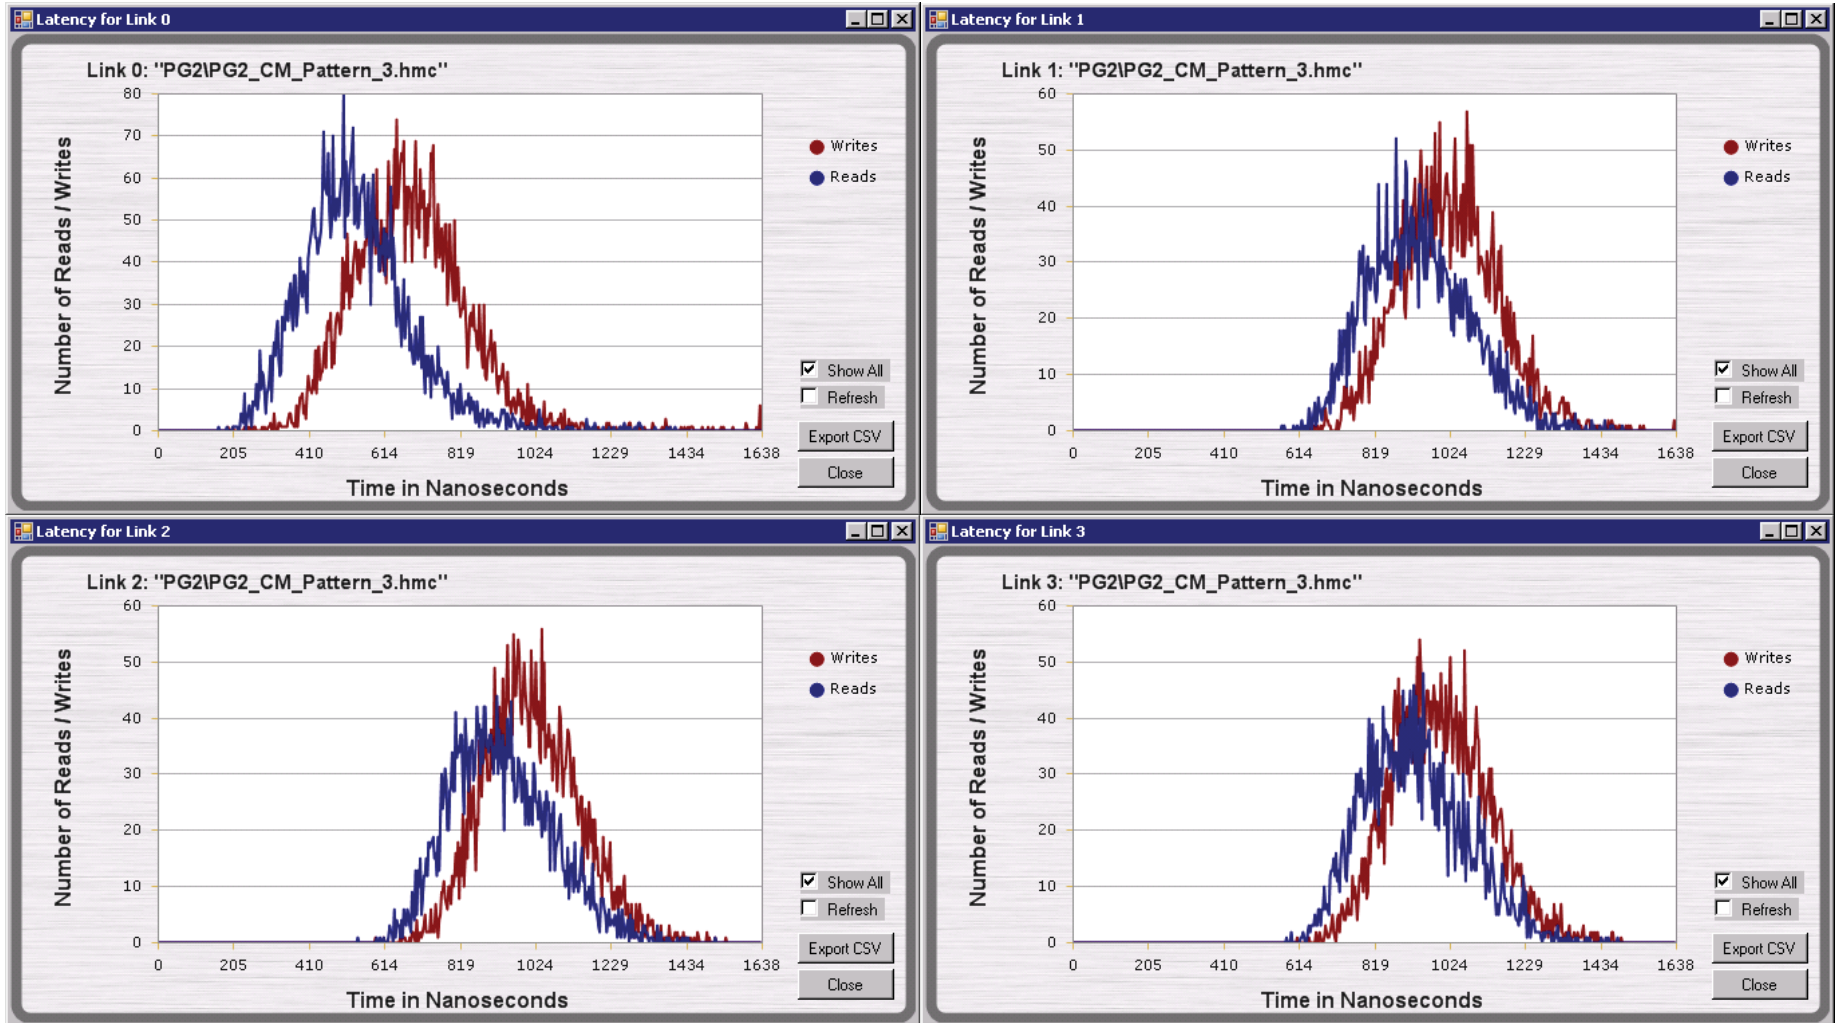 Latency for Link 0
Link 0: "PG2\PG2_CM_Pattern_3.hmc"
Number of Reads / Writes
80
70
60
50
40
30
20
10
0
0 205 410 614 819 1024 1229 1434 1638
Time in Nanoseconds
Writes
Reads
Show All
Refresh
Export CSV
Close
Latency for Link 1
Link 1: "PG2\PG2_CM_Pattern_3.hmc"
Number of Reads / Writes
60
50
40
30
20
10
0
0 205 410 614 819 1024 1229 1434 1638
Time in Nanoseconds
Writes
Reads
Show All
Refresh
Export CSV
Close
Latency for Link 2
Link 2: "PG2\PG2_CM_Pattern_3.hmc"
Number of Reads / Writes
60
50
40
30
20
10
0
0 205 410 614 819 1024 1229 1434 1638
Time in Nanoseconds
Writes
Reads
Show All
Refresh
Export CSV
Close
Latency for Link 3
Link 3: "PG2\PG2_CM_Pattern_3.hmc"
Number of Reads / Writes
60
50
40
30
20
10
0
0 205 410 614 819 1024 1229 1434 1638
Time in Nanoseconds
Writes
Reads
Show All
Refresh
Export CSV
Close